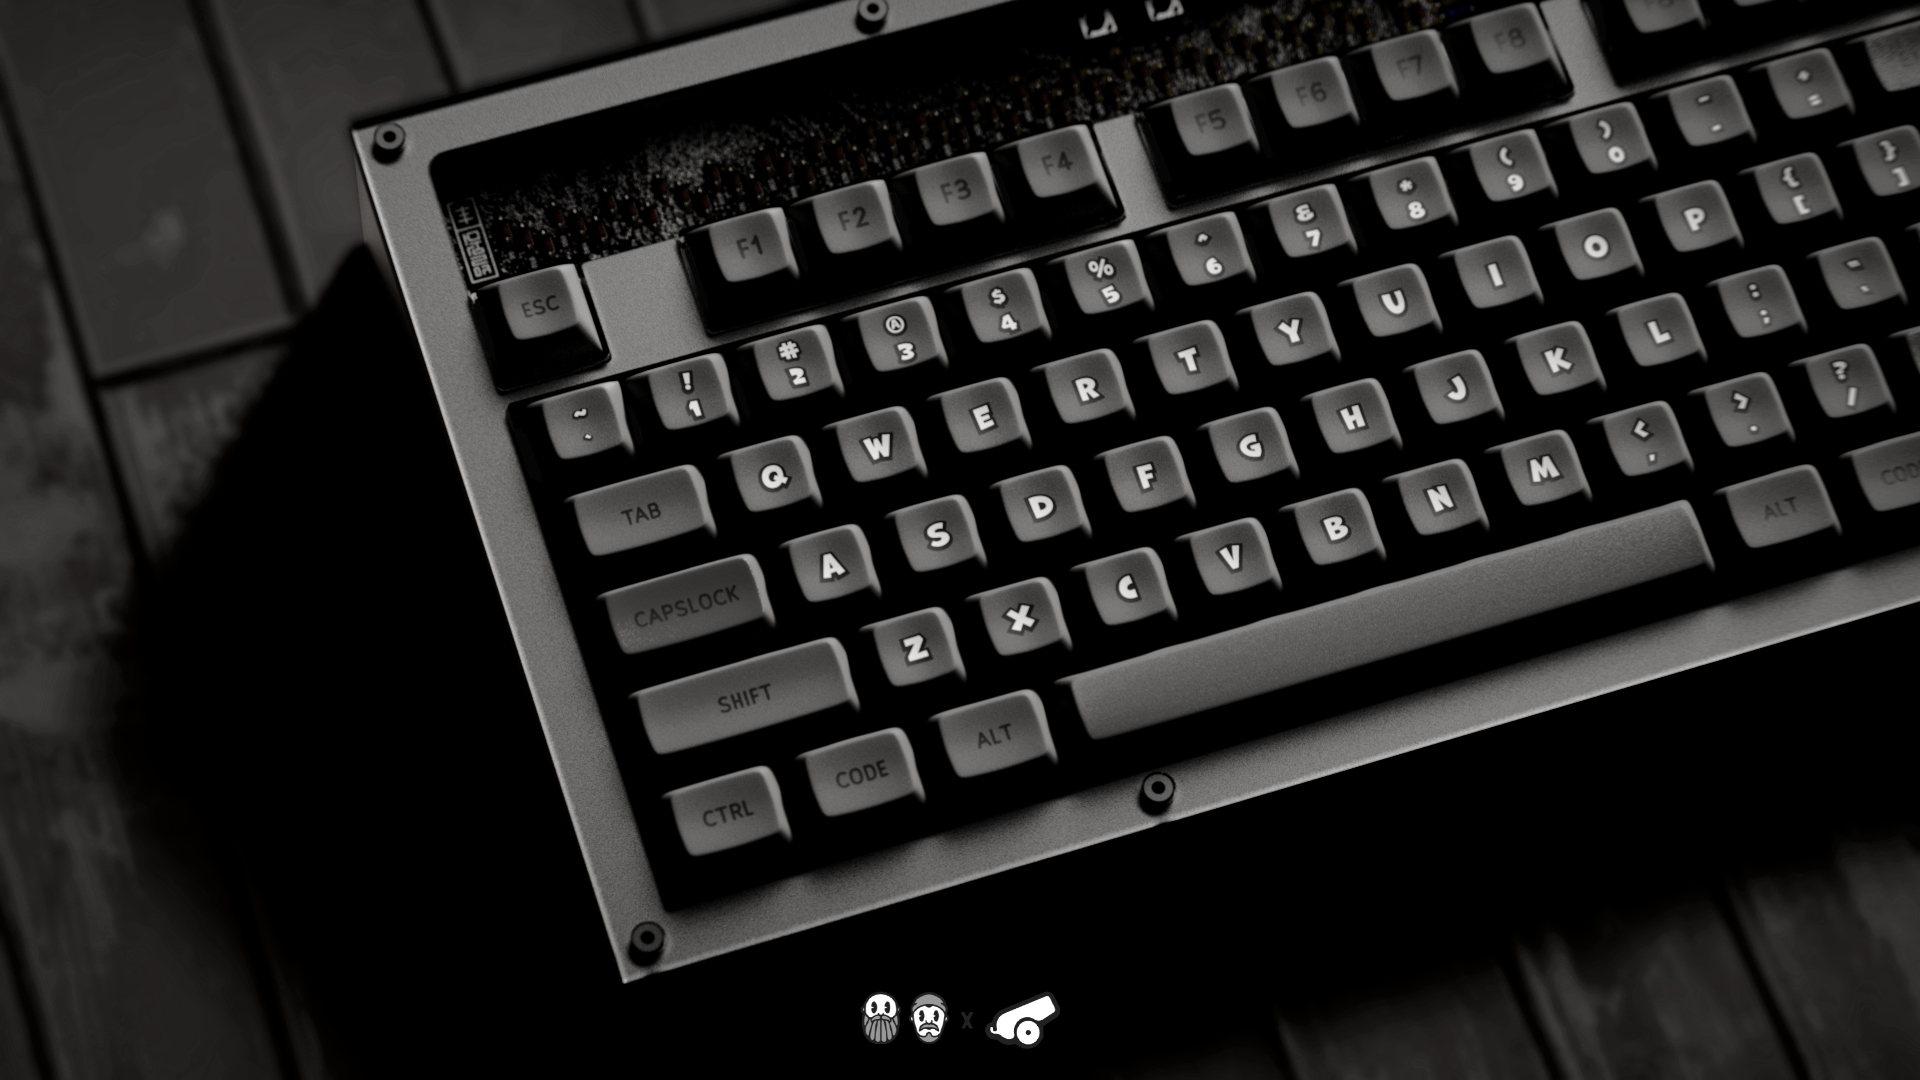 ESC F1 F2 F3 F4 F5 F6 F7 F8
~ ! # Ⓐ $ % ^ & * ( ) - +
. 1 2 3 4 5 6 7 8 9 0 _ =
TAB Q W E R T Y U I O P { [ } ]
CAPSLOCK A S D F G H J K L : ;
SHIFT Z X C V B N M < , > . ? /
CTRL CODE ALT ALT COD
X